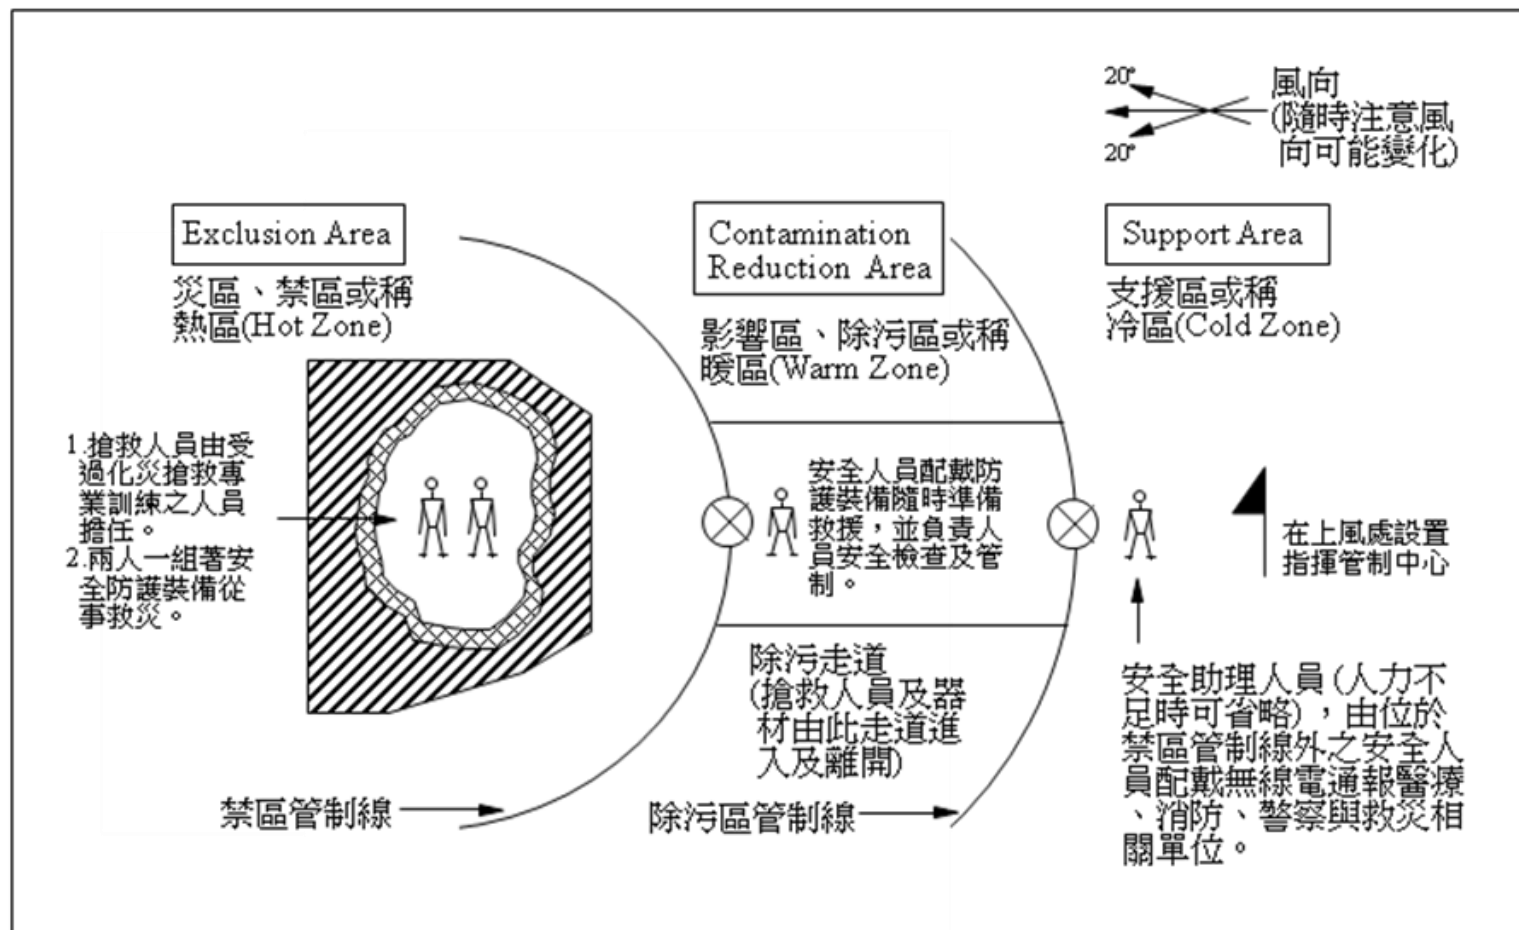 20°
風向
(隨時注意風
20°
向可能變化)
Exclusion Area
災區、禁區或稱
熱區(Hot Zone)
Contamination
Reduction Area
影響區、除污區或稱
暖區(Warm Zone)
Support Area
支援區或稱
冷區(Cold Zone)
1.搶救人員由受
過化災搶救專
業訓練之人員
擔任。
2.兩人一組著安
全防護裝備從
事救災。
安全人員配戴防
護裝備隨時準備
救援，並負責人
員安全檢查及管
制。
在上風處設置
指揮管制中心
除污走道
(搶救人員及器
材由此走道進
入及離開)
安全助理人員(人力不
足時可省略)，由位於
禁區管制線外之安全人
員配戴無線電通報醫療
、消防、警察與救災相
關單位。
禁區管制線
除污區管制線